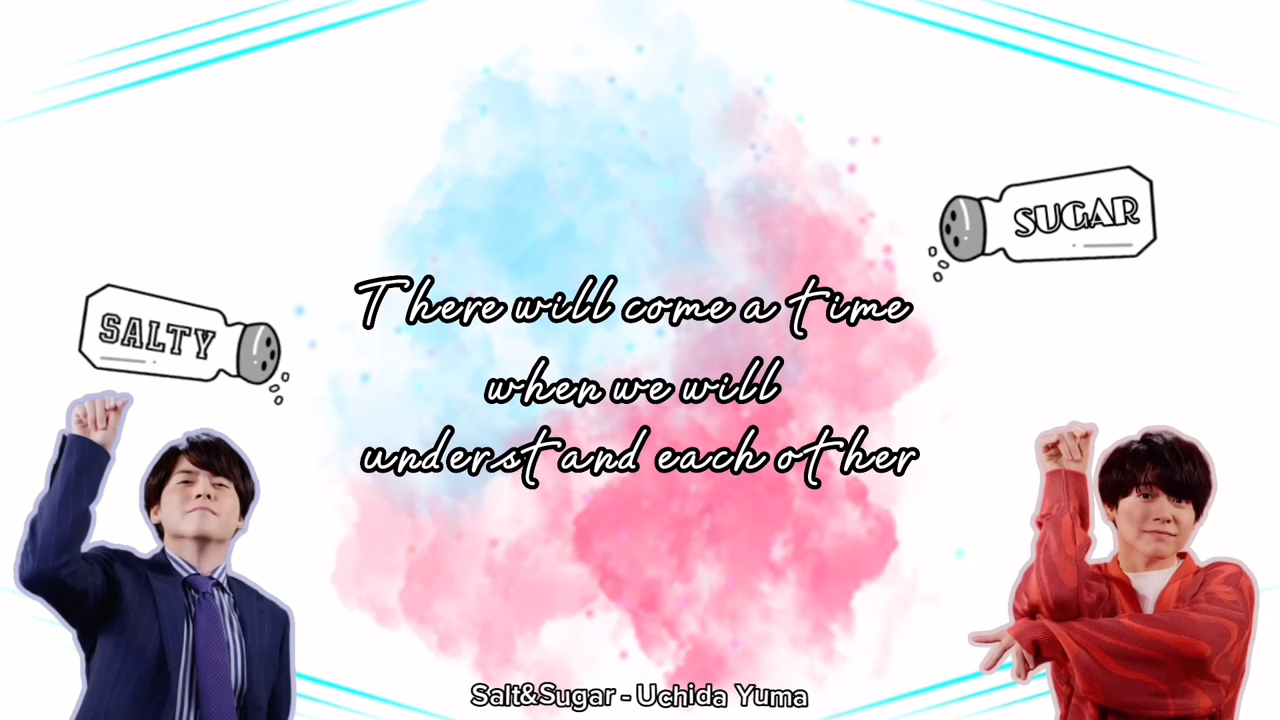 SUGAR
SALTY
There will come a time
when we will
understand each other
Salt&Sugar - Uchida Yuma